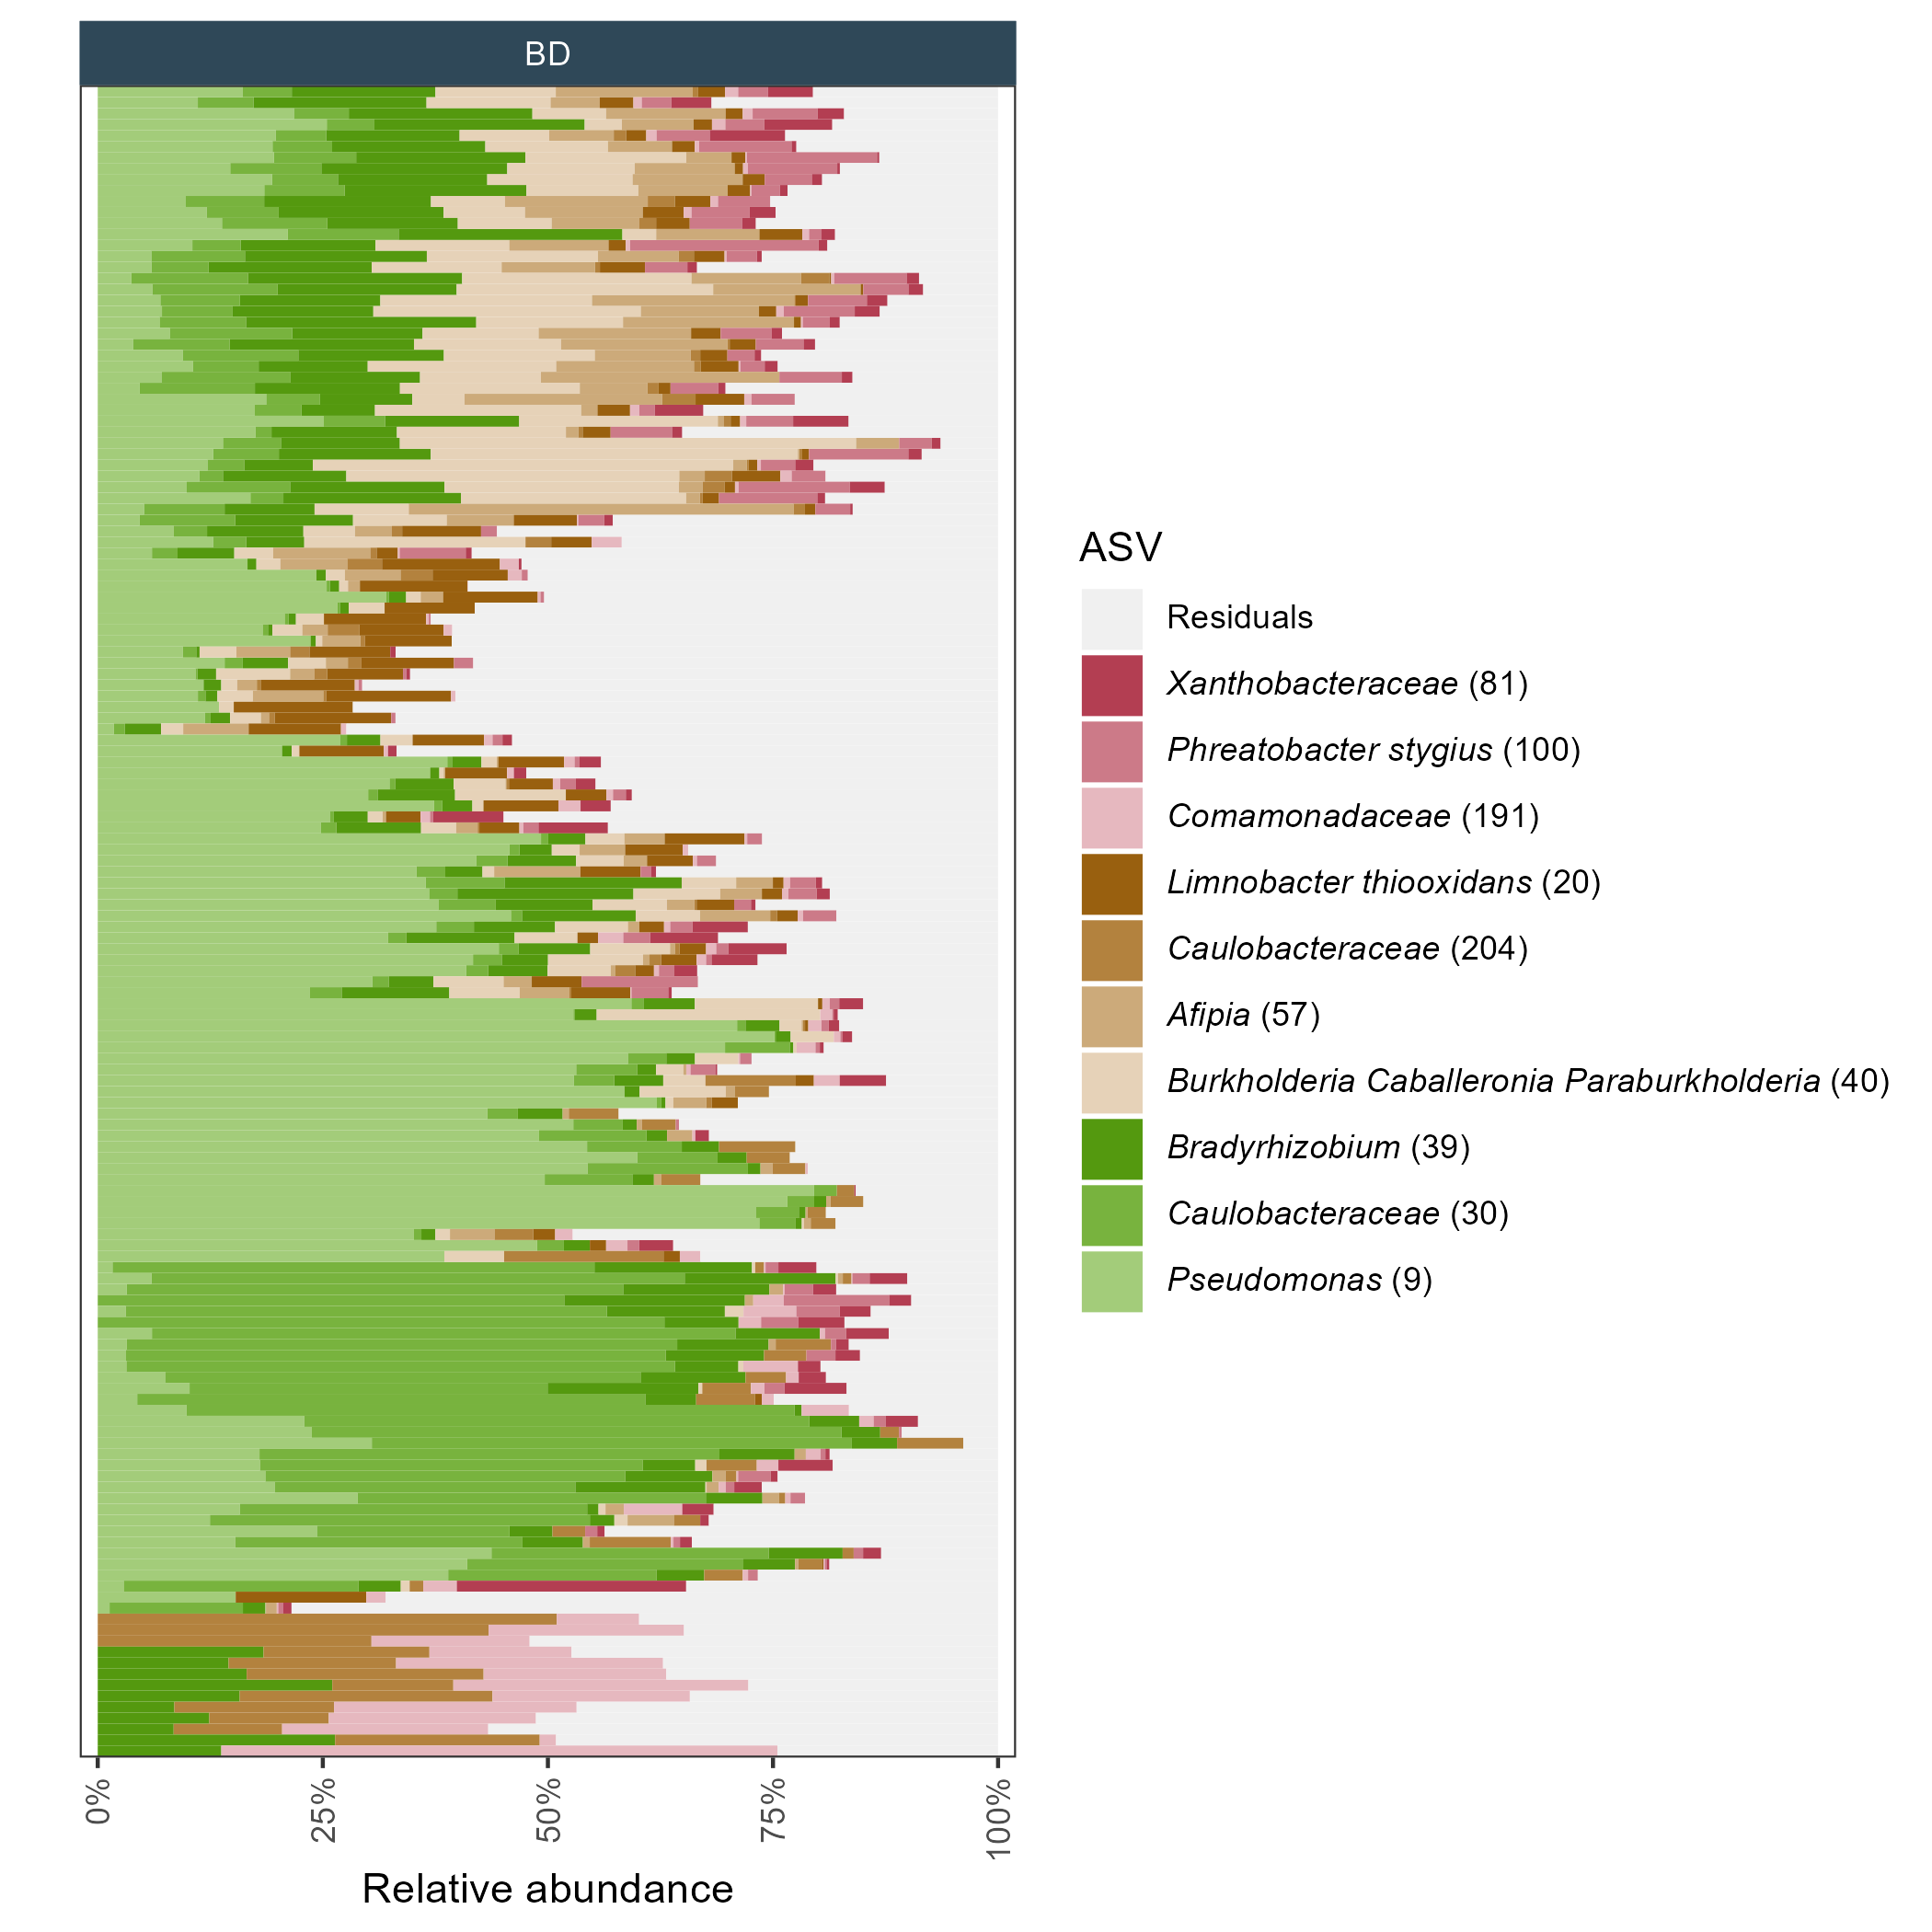 BD
ASV
Residuals
Xanthobacteraceae (81)
Phreatobacter stygius (100)
Comamonadaceae (191)
Limnobacter thiooxidans (20)
Caulobacteraceae (204)
Afipia (57)
Burkholderia Caballeronia Paraburkholderia (40)
Bradyrhizobium (39)
Caulobacteraceae (30)
Pseudomonas (9)
0%
25%
50%
75%
100%
Relative abundance